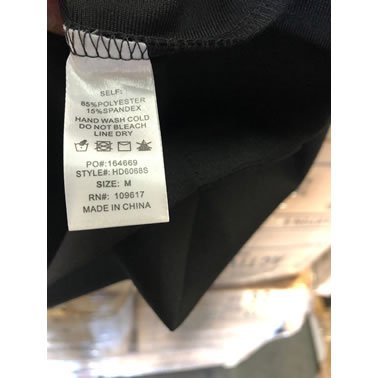 SELF:
85%POLYESTER
15%SPANDEX
HAND WASH COLD
DO NOT BLEACH
LINE DRY
PO#:164669
STYLE#: HD6068S
SIZE: M
RN#: 109617
MADE IN CHINA